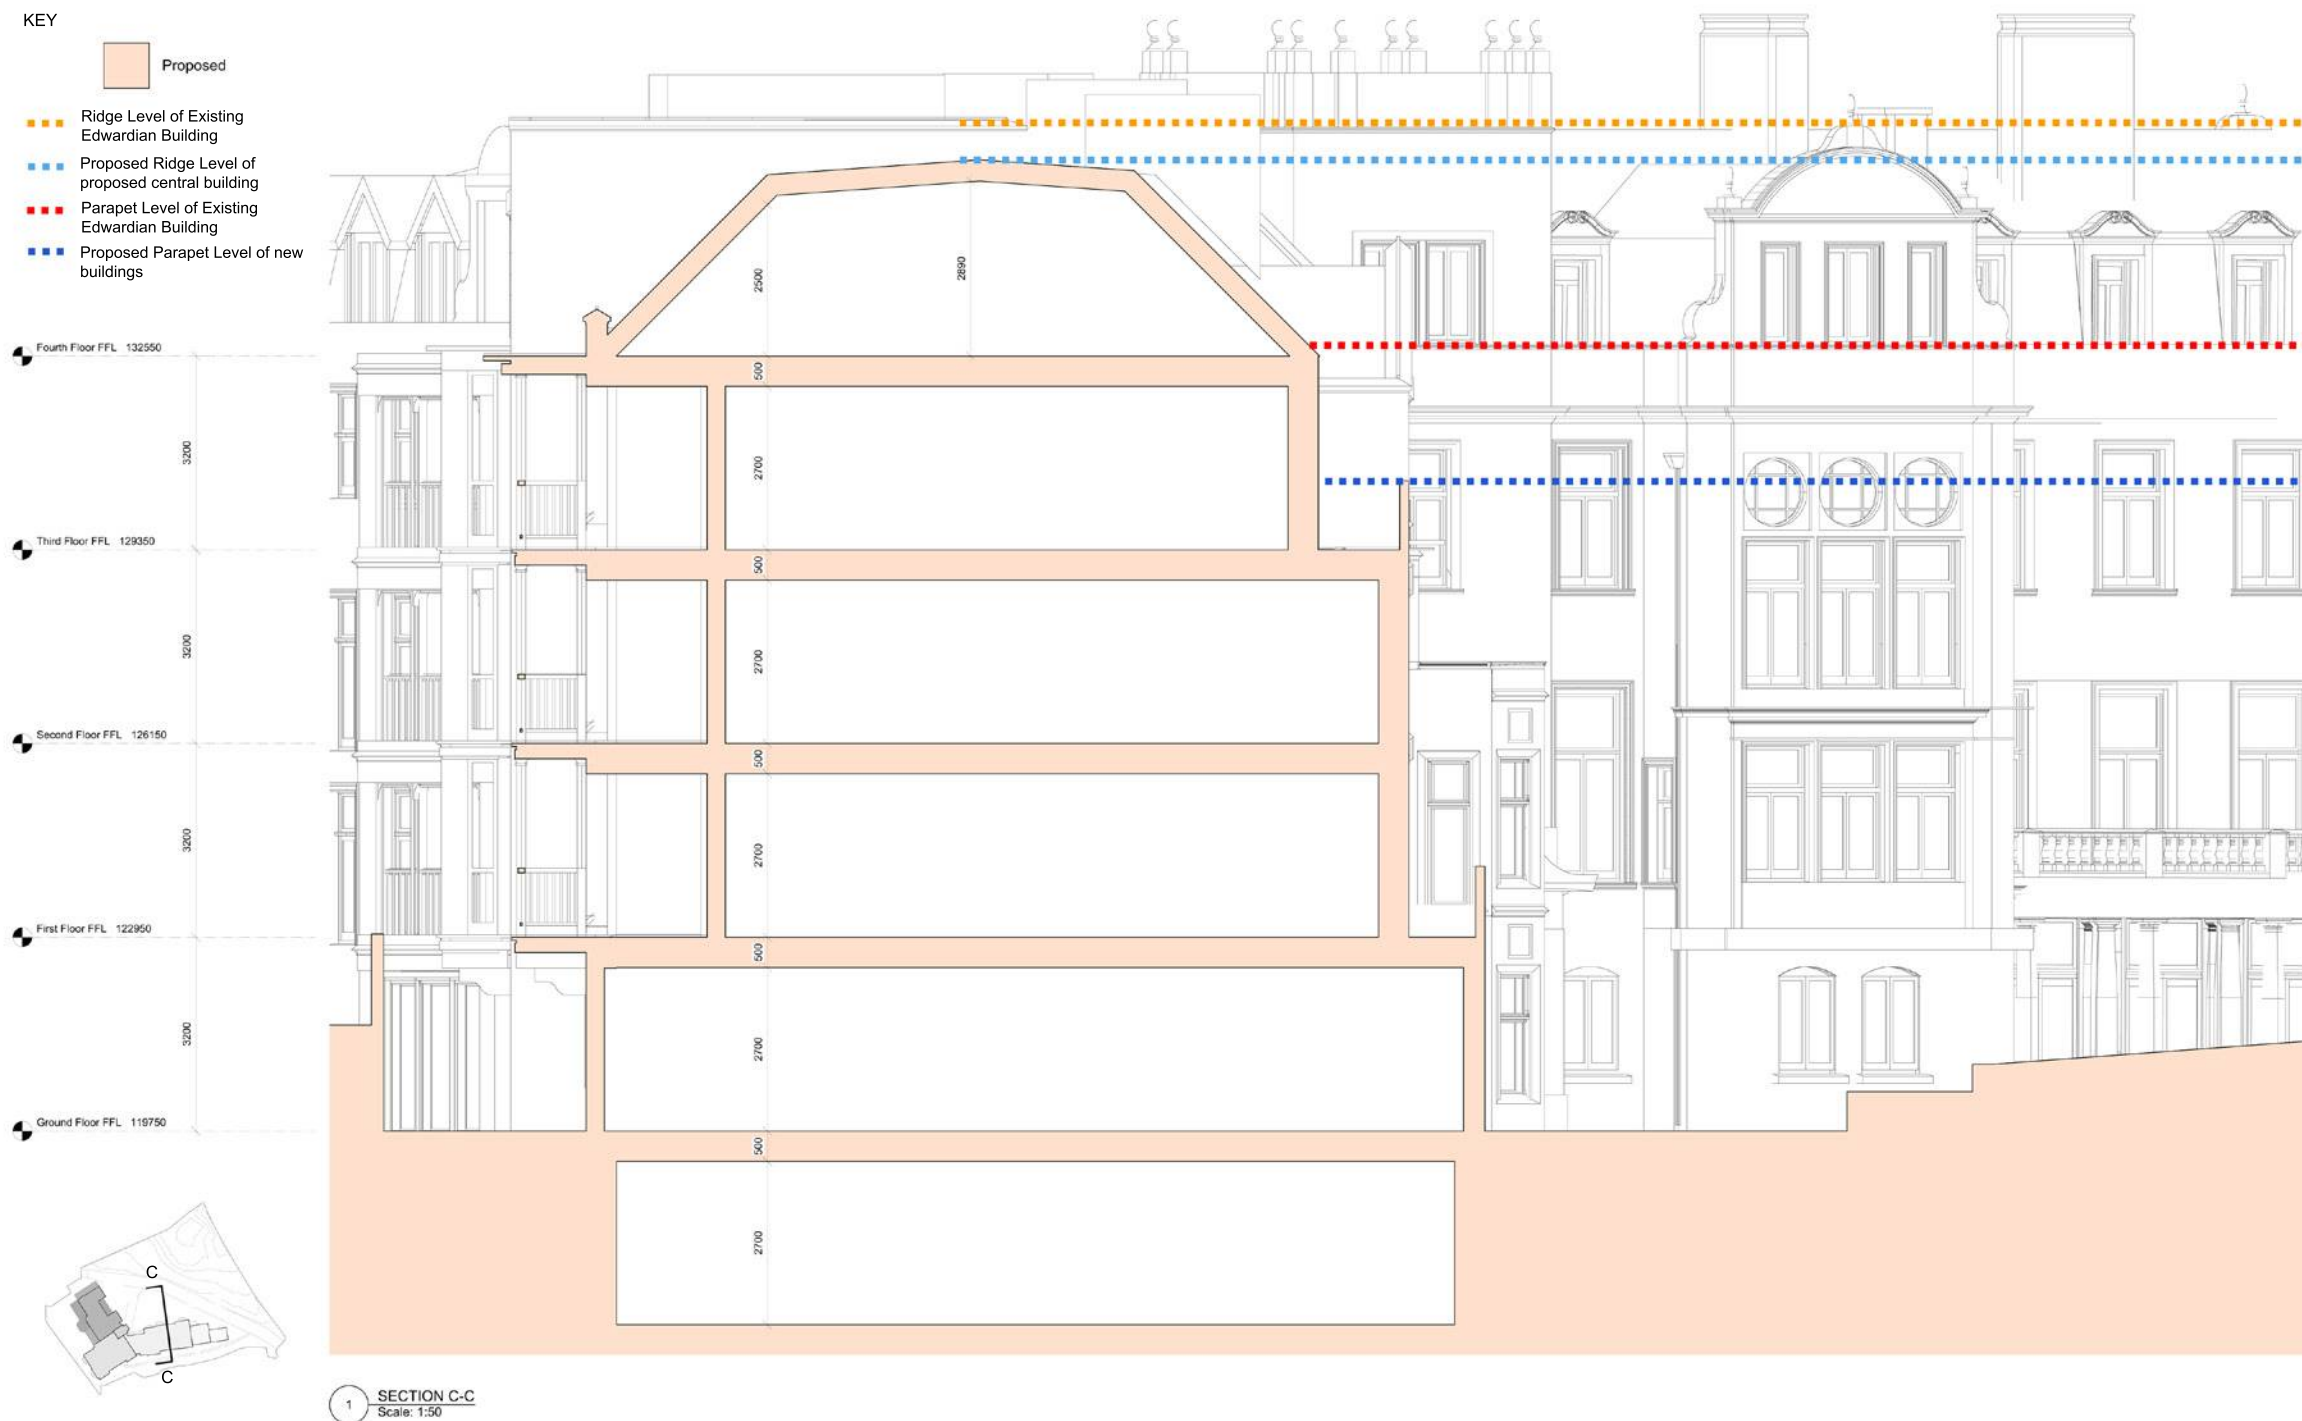 KEY
Proposed
Ridge Level of Existing
Edwardian Building
Proposed Ridge Level of
proposed central building
Parapet Level of Existing
Edwardian Building
Proposed Parapet Level of new
buildings
2500
2890
Fourth Floor FFL 132550
500
3200
2700
Third Floor FFL 129350
500
3200
2700
Second Floor FFL 126150
500
3200
2700
First Floor FFL 122950
500
3200
2700
Ground Floor FFL 119750
500
2700
C
C
1
SECTION C-C
Scale: 1:50